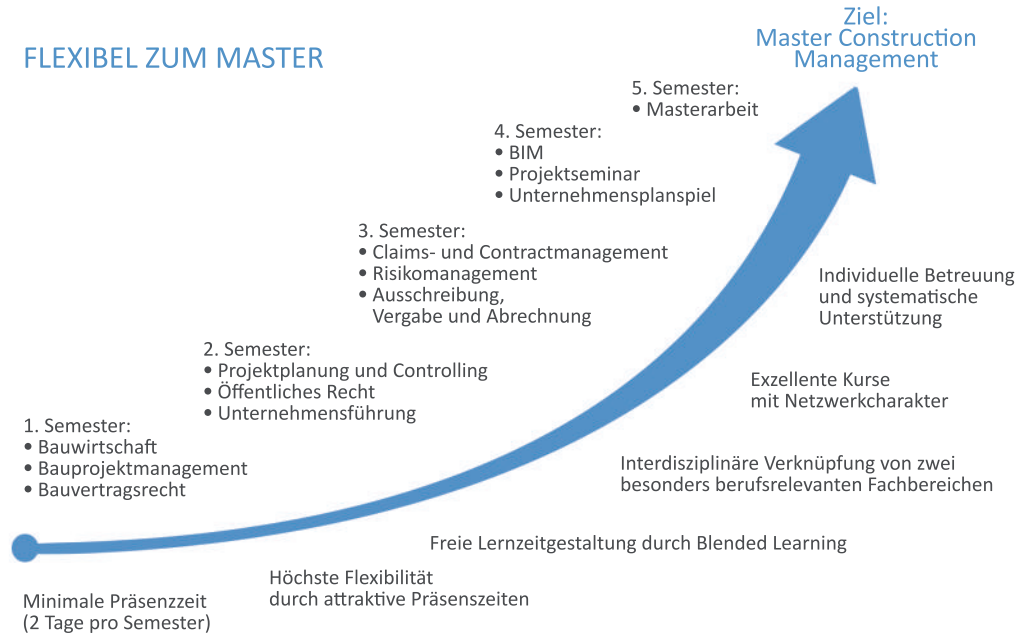 FLEXIBEL ZUM MASTER
Ziel:
Master Construction
Management
5. Semester:
• Masterarbeit
4. Semester:
• BIM
• Projektseminar
• Unternehmensplanspiel
3. Semester:
• Claims- und Contractmanagement
• Risikomanagement
• Ausschreibung,
Vergabe und Abrechnung
2. Semester:
• Projektplanung und Controlling
• Öffentliches Recht
• Unternehmensführung
1. Semester:
• Bauwirtschaft
• Bauprojektmanagement
• Bauvertragsrecht
Individuelle Betreuung
und systematische
Unterstützung
Exzellente Kurse
mit Netzwerkcharakter
Interdisziplinäre Verknüpfung von zwei
besonders berufsrelevanten Fachbereichen
Freie Lernzeitgestaltung durch Blended Learning
Höchste Flexibilität
durch attraktive Präsenszeiten
Minimale Präsenzzeit
(2 Tage pro Semester)